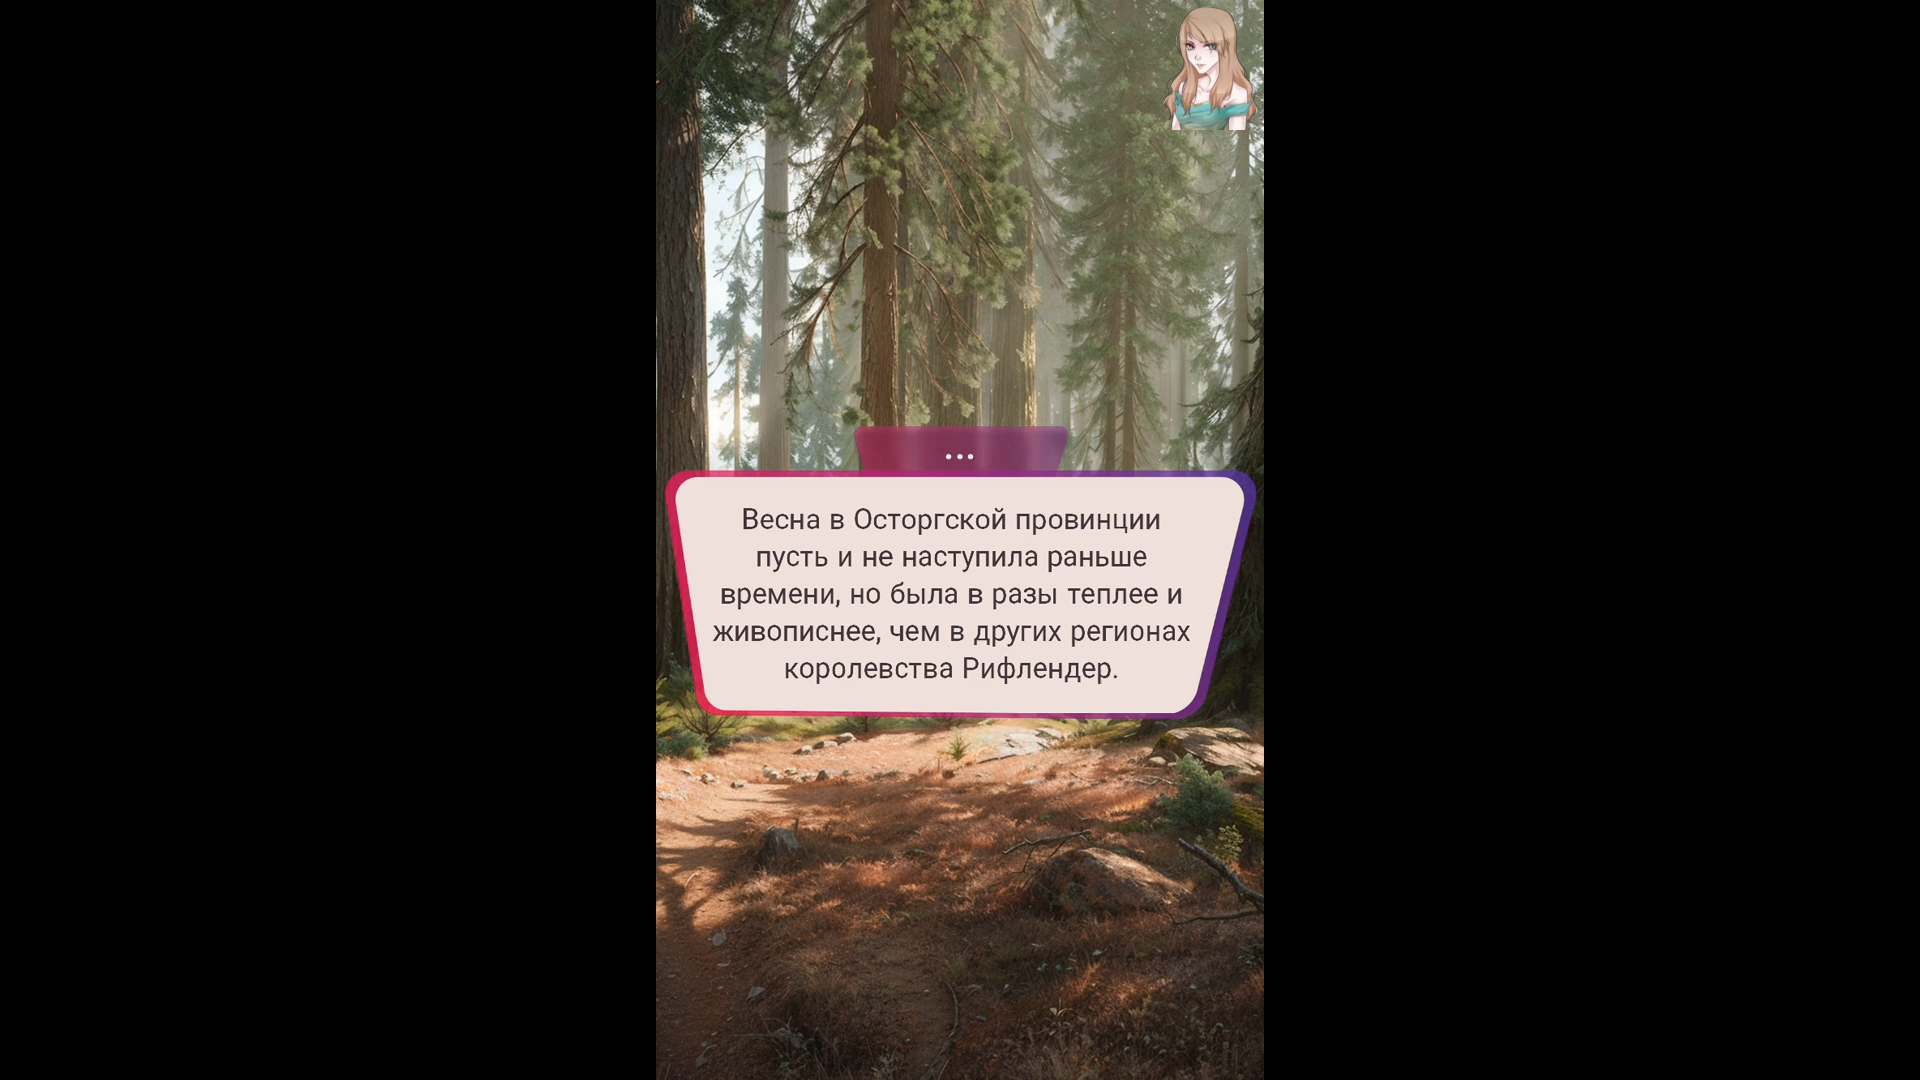 ...
Весна в Осторгской провинции
пусть и не наступила раньше
времени, но была в разы теплее и
живописнее, чем в других регионах
королевства Рифлендер.